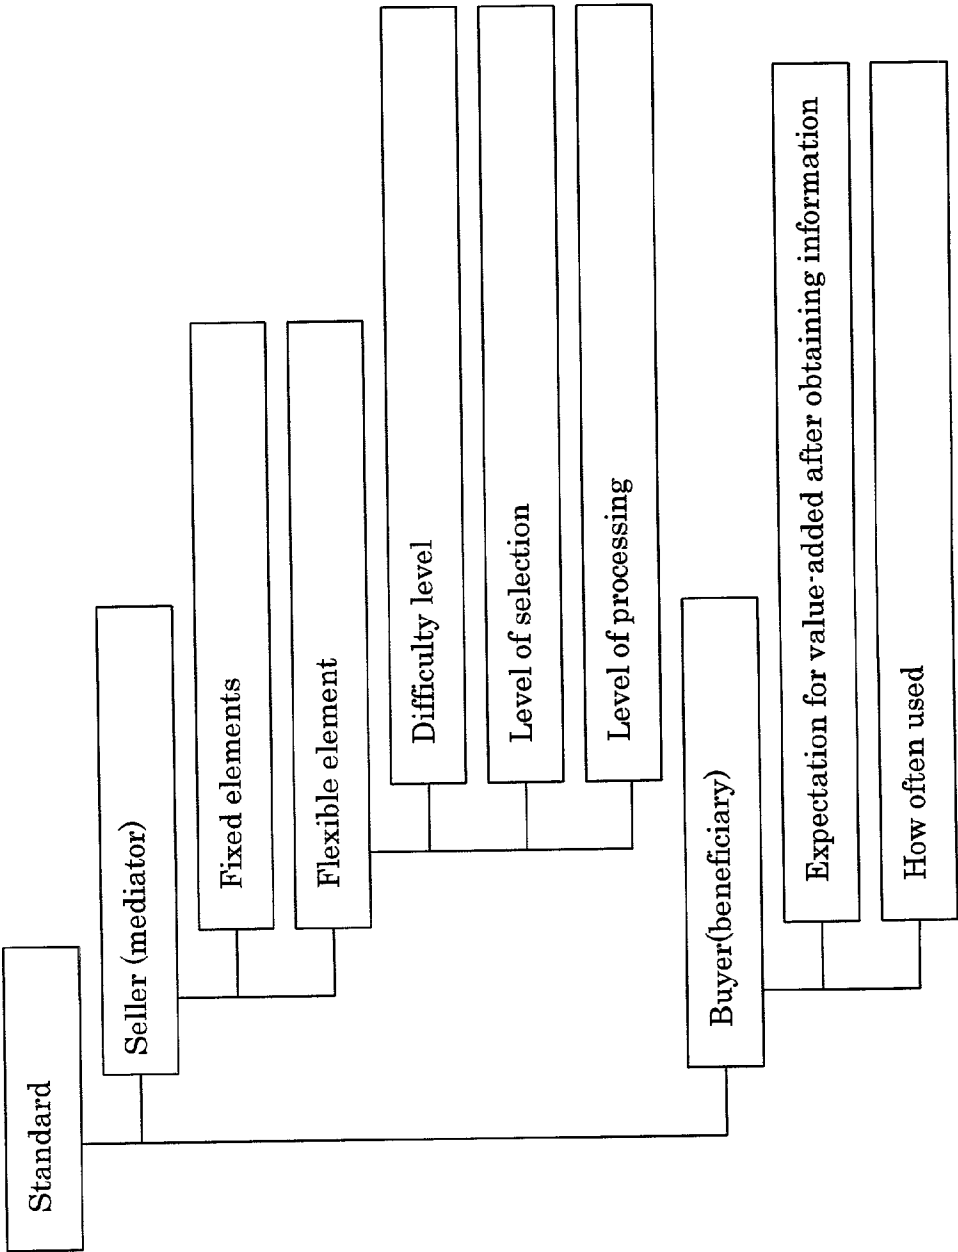 Standard
Seller (mediator)
Fixed elements
Flexible element
Difficulty level
Level of selection
Level of processing
Buyer(beneficiary)
Expectation for value-added after obtaining information
How often used